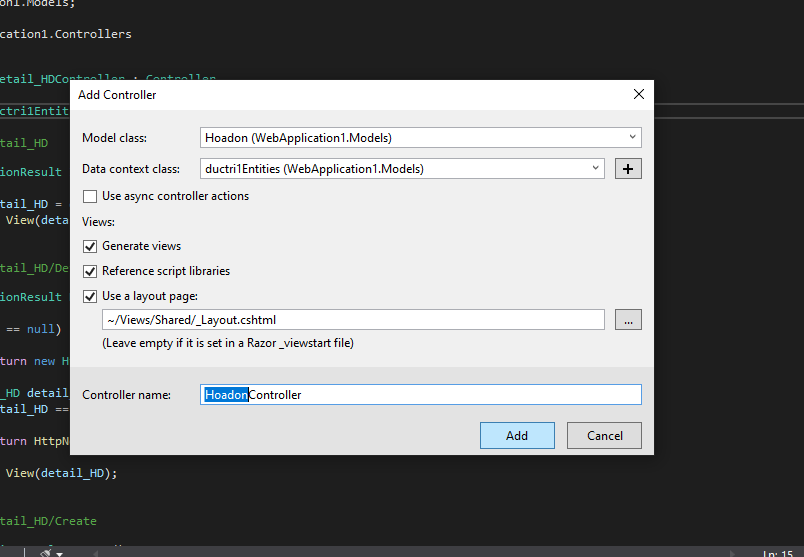 on1.Models;
cation1.Controllers
etail_HDController : Controller
Add Controller
Model class:
Hoadon (WebApplication1.Models)
ctri1Entit
Data context class:
ductri1Entities (WebApplication1.Models)
tail_HD
ionResult
Use async controller actions
tail_HD =
View(deta
Views:
Generate views
tail_HD/De
Reference script libraries
ionResult
Use a layout page:
~/Views/Shared/_Layout.cshtml
...
== null)
(Leave empty if it is set in a Razor _viewstart file)
turn new H
_HD detail
Controller name:
HoadonController
tail_HD ==
turn HttpN
Add
Cancel
View(detail_HD);
tail_HD/Create
Ln: 15